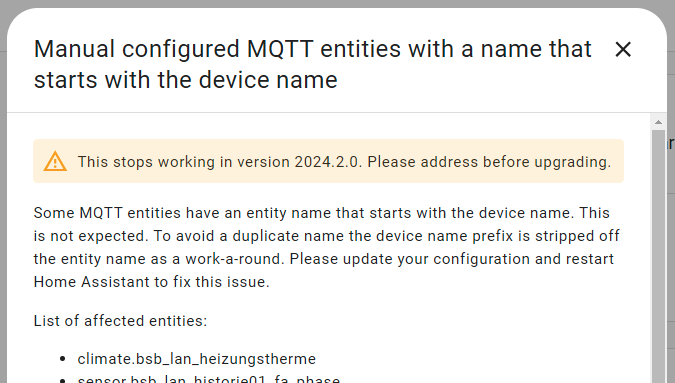 Manual configured MQTT entities with a name that
starts with the device name
This stops working in version 2024.2.0. Please address before upgrading.
Some MQTT entities have an entity name that starts with the device name. This
is not expected. To avoid a duplicate name the device name prefix is stripped off
the entity name as a work-a-round. Please update your configuration and restart
Home Assistant to fix this issue.
List of affected entities:
climate.bsb_lan_heizungstherme
sensor.bsb_lan_historie01_fa_phase